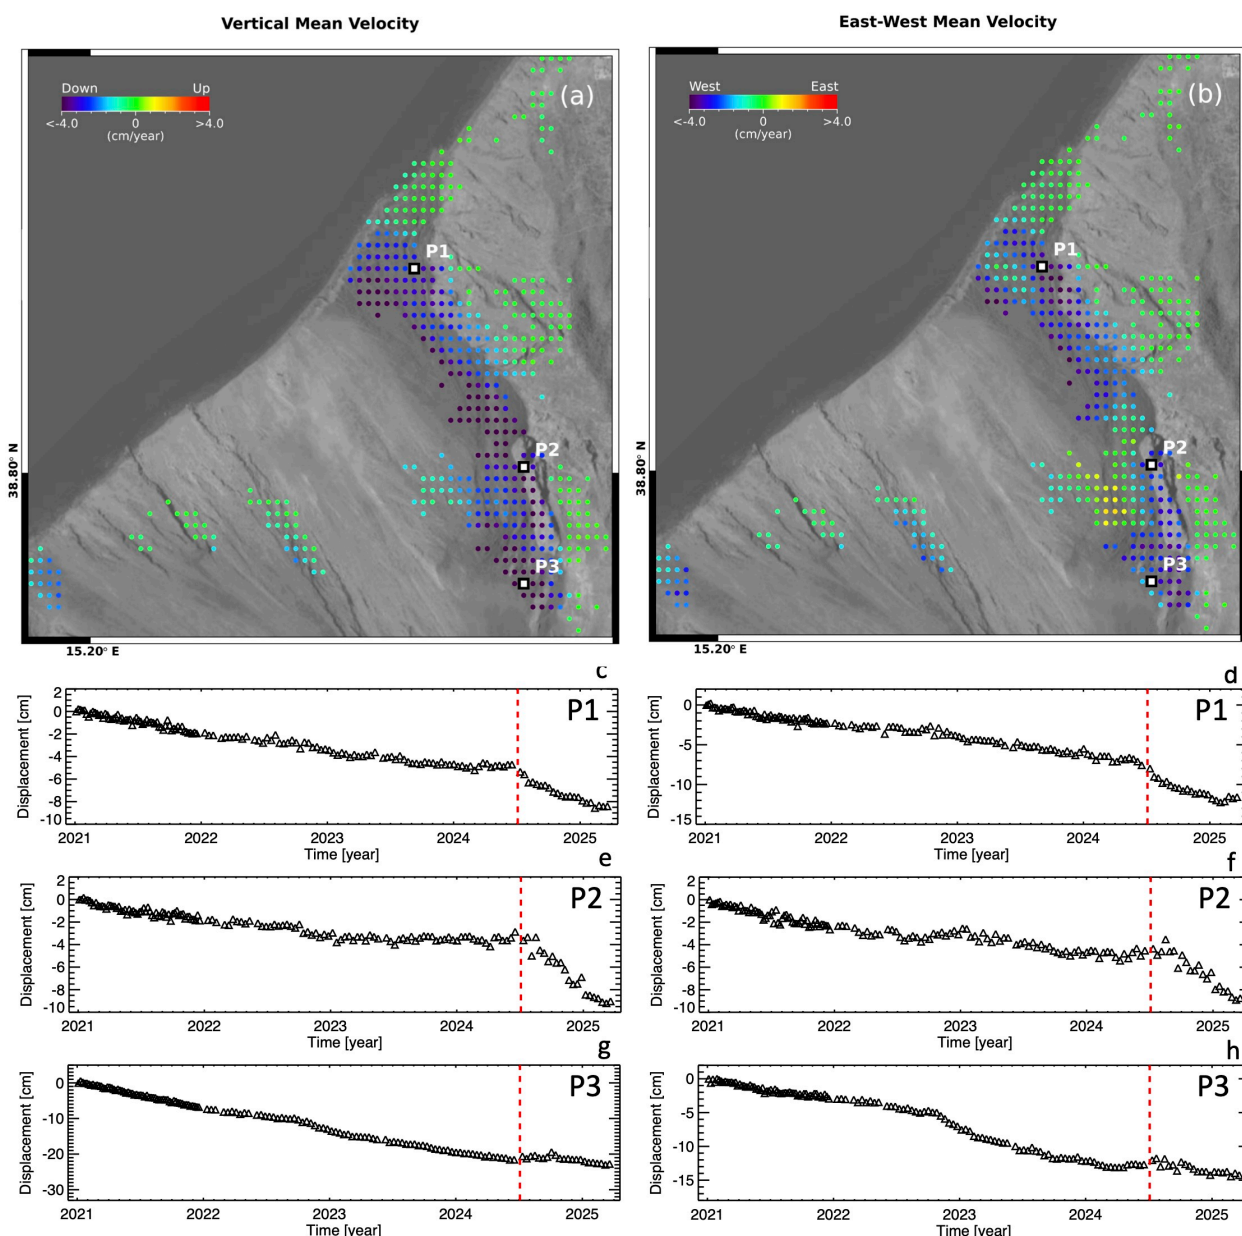 Vertical Mean Velocity
East-West Mean Velocity
Down Up
<-4.0 0 >4.0
(cm/year)
(a)
West East
<-4.0 0 >4.0
(cm/year)
(b)
P1
P2
P3
38.80° N
15.20° E
P1
P2
P3
38.80° N
15.20° E
c
Displacement [cm]
2
0
-2
-4
-6
-8
-10
P1
2021 2022 2023 2024 2025
Time [year]
d
Displacement [cm]
0
-5
-10
-15
P1
2021 2022 2023 2024 2025
Time [year]
e
Displacement [cm]
2
0
-2
-4
-6
-8
-10
P2
2021 2022 2023 2024 2025
Time [year]
f
Displacement [cm]
2
0
-2
-4
-6
-8
-10
P2
2021 2022 2023 2024 2025
Time [year]
g
Displacement [cm]
0
-10
-20
-30
P3
2021 2022 2023 2024 2025
Time [year]
h
Displacement [cm]
0
-5
-10
-15
P3
2021 2022 2023 2024 2025
Time [year]